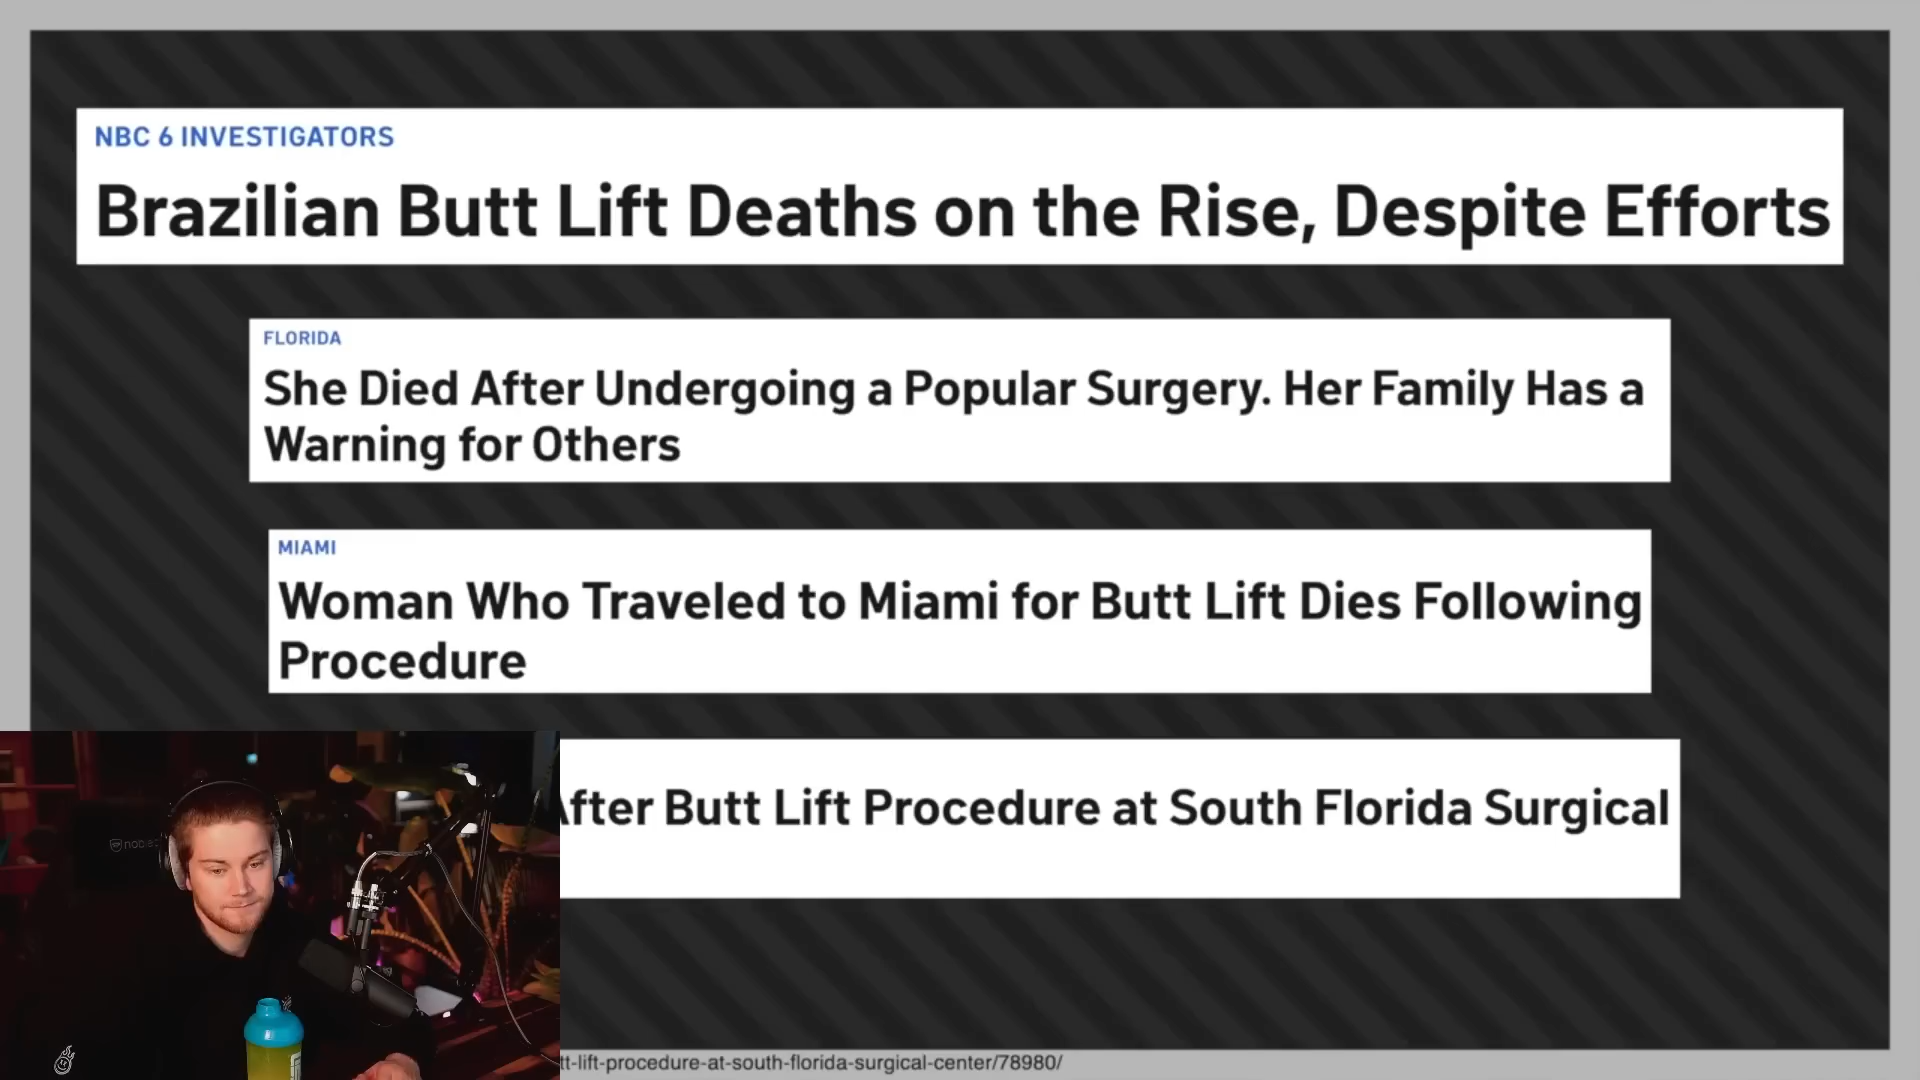 NBC 6 INVESTIGATORS
Brazilian Butt Lift Deaths on the Rise, Despite Efforts
FLORIDA
She Died After Undergoing a Popular Surgery. Her Family Has a
Warning for Others
MIAMI
Woman Who Traveled to Miami for Butt Lift Dies Following
Procedure
After Butt Lift Procedure at South Florida Surgical
tt-lift-procedure-at-south-florida-surgical-center/78980/